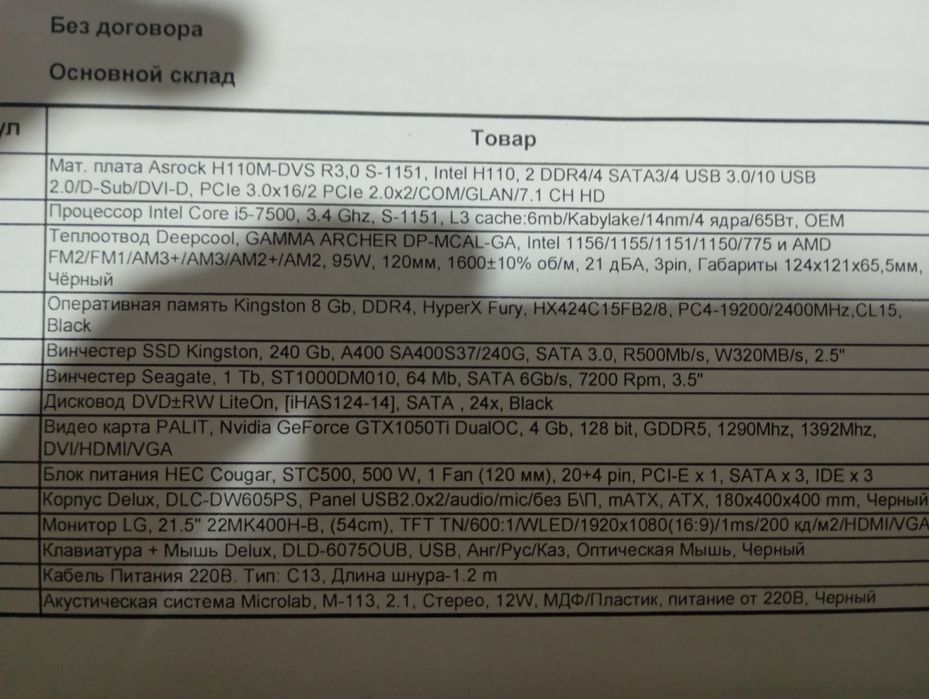 Без договора
Основной склад
ул
Товар
Мат. плата Asrock H110M-DVS R3,0 S-1151, Intel H110, 2 DDR4/4 SATA3/4 USB 3.0/10 USB
2.0/D-Sub/DVI-D, PCIe 3.0x16/2 PCIe 2.0x2/COM/GLAN/7.1 CH HD
Процессор Intel Core i5-7500, 3.4 Ghz, S-1151, L3 cache:6mb/Kabylake/14nm/4 ядра/65Вт, OEM
Теплоотвод Deepcool, GAMMA ARCHER DP-MCAL-GA, Intel 1156/1155/1151/1150/775 и AMD
FM2/FM1/AM3+/AM3/AM2+/AM2, 95W, 120мм, 1600±10% об/м, 21 дБА, 3pin, Габариты 124x121x65,5мм,
Чёрный
Оперативная память Kingston 8 Gb, DDR4, HyperX Fury, HX424C15FB2/8, PC4-19200/2400MHz,CL15,
Black
Винчестер SSD Kingston, 240 Gb, A400 SA400S37/240G, SATA 3.0, R500Mb/s, W320MB/s, 2.5"
Винчестер Seagate, 1 Tb, ST1000DM010, 64 Mb, SATA 6Gb/s, 7200 Rpm, 3.5"
Дисковод DVD±RW LiteOn, [iHAS124-14], SATA , 24x, Black
Видео карта PALIT, Nvidia GeForce GTX1050Ti DualOC, 4 Gb, 128 bit, GDDR5, 1290Mhz, 1392Mhz,
DVI/HDMI/VGA
Блок питания HEC Cougar, STC500, 500 W, 1 Fan (120 мм), 20+4 pin, PCI-E x 1, SATA x 3, IDE x 3
Корпус Delux, DLC-DW605PS, Panel USB2.0x2/audio/mic/без Б\П, mATX, ATX, 180x400x400 mm, Черный
Монитор LG, 21.5" 22MK400H-B, (54cm), TFT TN/600:1/WLED/1920x1080(16:9)/1ms/200 кд/м2/HDMI/VGA
Клавиатура + Мышь Delux, DLD-6075OUB, USB, Анг/Рус/Каз, Оптическая Мышь, Черный
Кабель Питания 220В. Тип: C13, Длина шнура-1.2 m
Акустическая система Microlab, M-113, 2.1, Стерео, 12W, МДФ/Пластик, питание от 220В, Черный